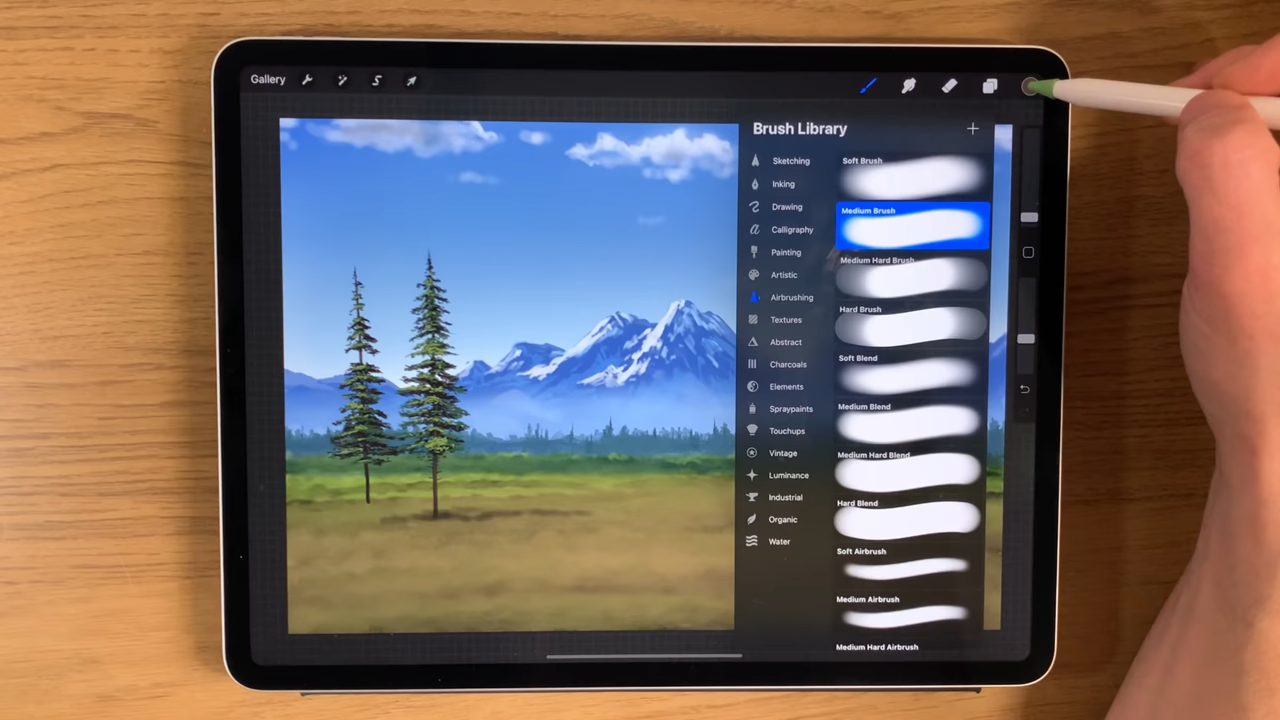 Gallery
Brush Library
Sketching
Inking
Drawing
Calligraphy
Painting
Artistic
Airbrushing
Textures
Abstract
Charcoals
Elements
Spraypaints
Touchups
Vintage
Luminance
Industrial
Organic
Water
Soft Brush
Medium Brush
Medium Hard Brush
Hard Brush
Soft Blend
Medium Blend
Medium Hard Blend
Hard Blend
Soft Airbrush
Medium Airbrush
Medium Hard Airbrush